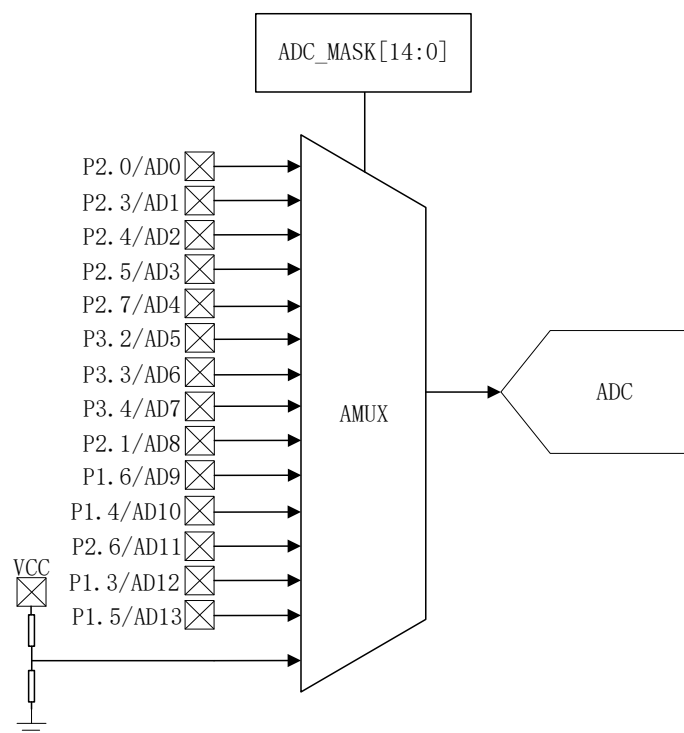 ADC_MASK[14:0]
P2.0/AD0
P2.3/AD1
P2.4/AD2
P2.5/AD3
P2.7/AD4
P3.2/AD5
P3.3/AD6
P3.4/AD7
P2.1/AD8
P1.6/AD9
P1.4/AD10
P2.6/AD11
P1.3/AD12
P1.5/AD13
VCC
AMUX
ADC